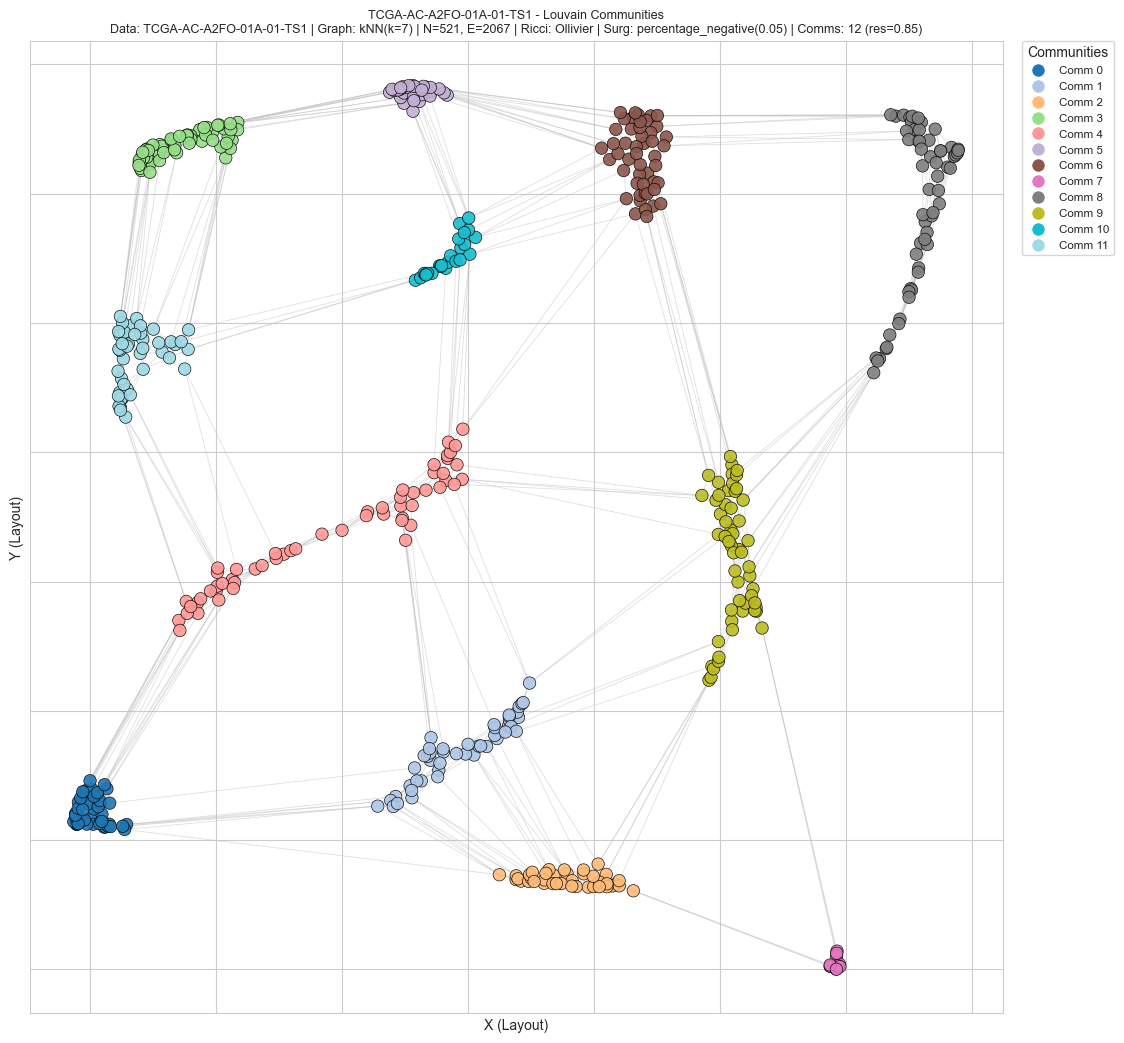 TCGA-AC-A2FO-01A-01-TS1 - Louvain Communities
Data: TCGA-AC-A2FO-01A-01-TS1 | Graph: kNN(k=7) | N=521, E=2067 | Ricci: Ollivier | Surg: percentage_negative(0.05) | Comms: 12 (res=0.85)
Communities
Comm 0
Comm 1
Comm 2
Comm 3
Comm 4
Comm 5
Comm 6
Comm 7
Comm 8
Comm 9
Comm 10
Comm 11
Y (Layout)
X (Layout)